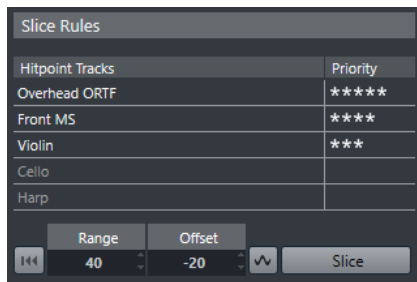 Slice Rules
Hitpoint Tracks Priority
Overhead ORTF *****
Front MS ****
Violin ***
Cello
Harp
Range Offset
40 -20 Slice